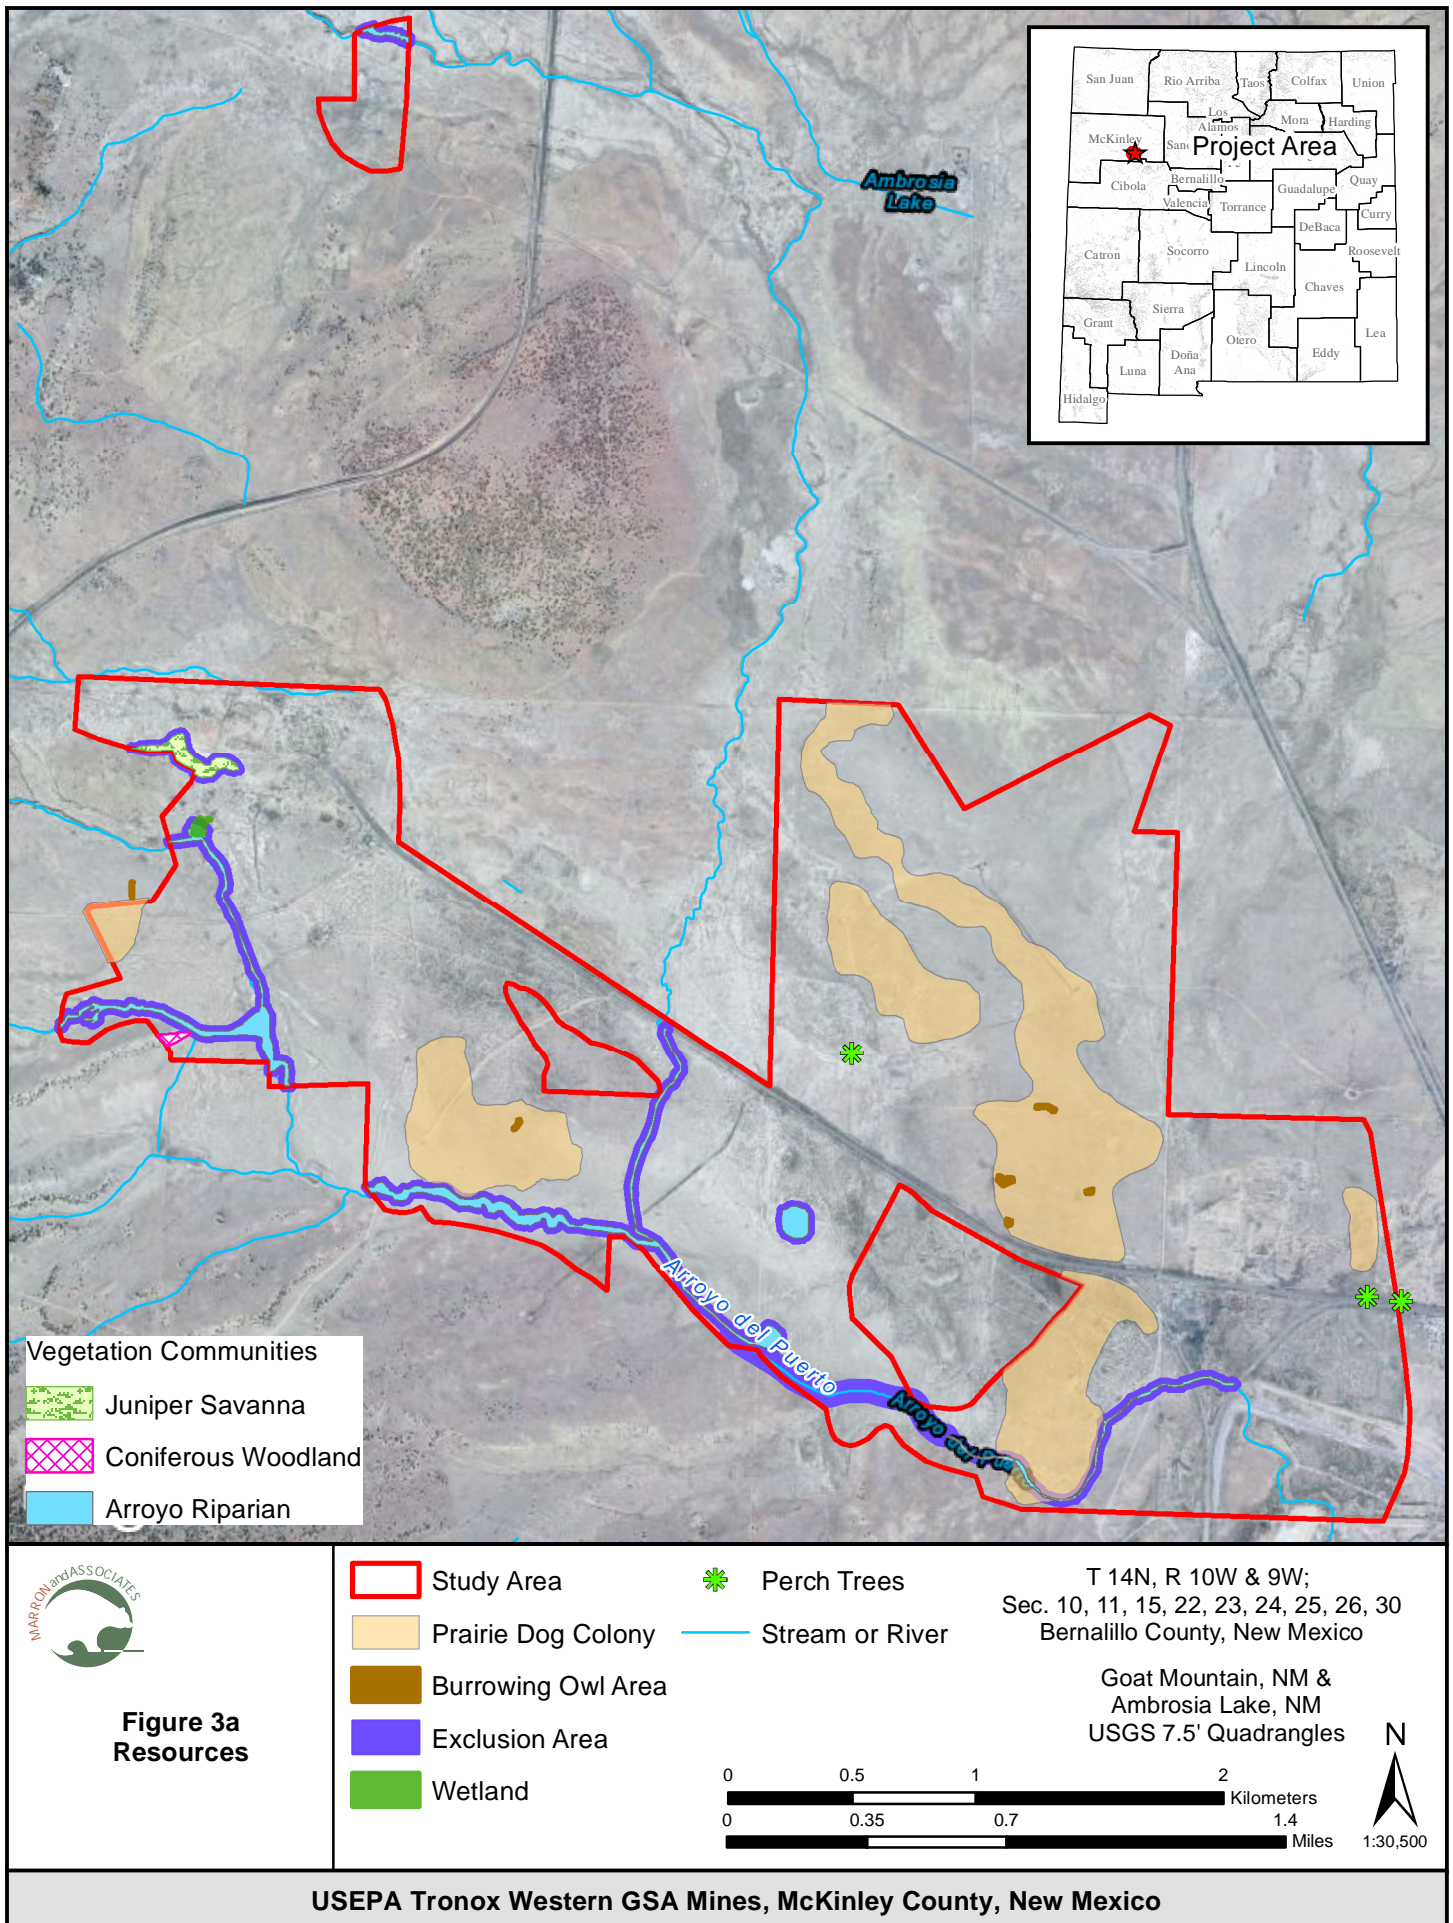 Ambrosia
Lake
San Juan
Rio Arriba
Taos
Colfax
Union
Los
Alamos
Mora
Harding
McKinley
Project Area
Cibola
Bernalillo
Guadalupe
Quay
Valencia
Torrance
Curry
DeBaca
Catron
Socorro
Roosevelt
Lincoln
Chaves
Sierra
Grant
Otero
Lea
Doña
Ana
Eddy
Luna
Hidalgo
Arroyo del Puerto
Arroyo del Pue
Vegetation Communities
Juniper Savanna
Coniferous Woodland
Arroyo Riparian
MARRON and ASSOCIATES
Figure 3a
Resources
Study Area
Prairie Dog Colony
Burrowing Owl Area
Exclusion Area
Wetland
Perch Trees
Stream or River
T 14N, R 10W & 9W;
Sec. 10, 11, 15, 22, 23, 24, 25, 26, 30
Bernalillo County, New Mexico
Goat Mountain, NM &
Ambrosia Lake, NM
USGS 7.5' Quadrangles
N
0 0.5 1 2
Kilometers
0 0.35 0.7 1.4
Miles
1:30,500
USEPA Tronox Western GSA Mines, McKinley County, New Mexico